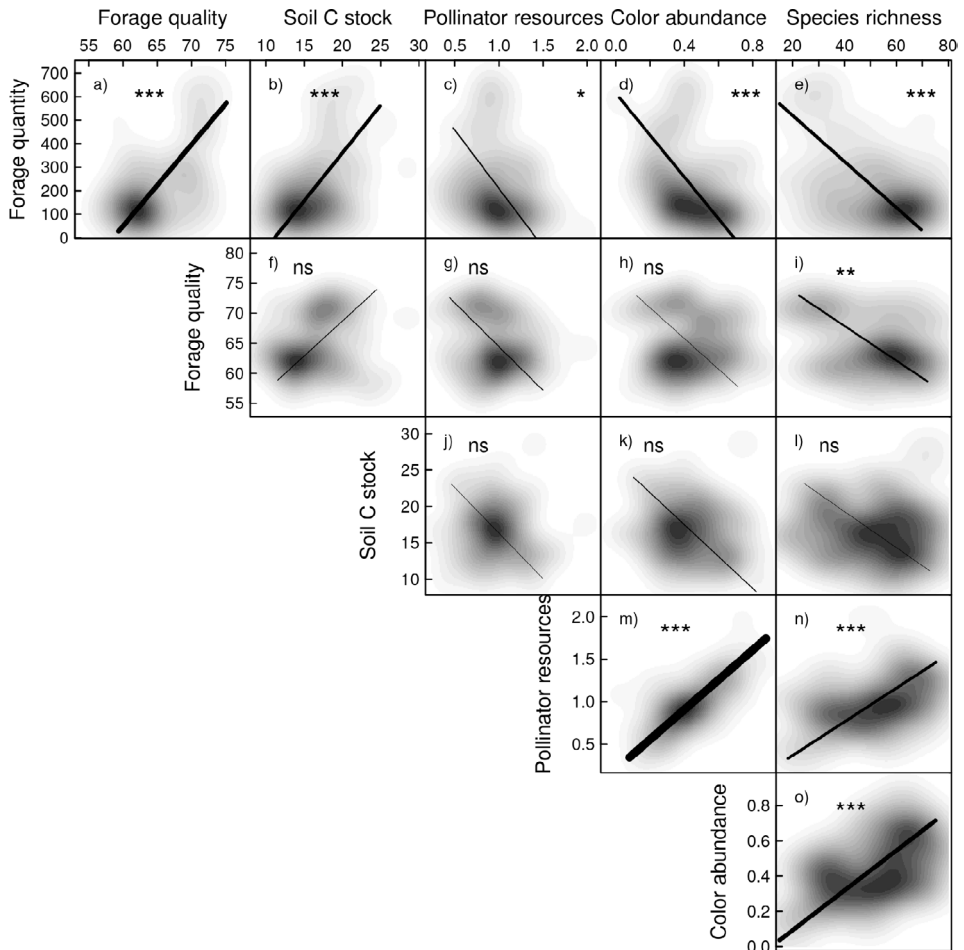 Forage quality Soil C stock Pollinator resources Color abundance Species richness
55 60 65 70 75 10 15 20 25 30 0.5 1.0 1.5 2.0 0.0 0.4 0.8 20 40 60 80
Forage quantity
700
600
500
400
300
200
100
0
a) *** b) *** c) * d) *** e) ***
Forage quality
80
75
70
65
60
55
f) ns g) ns h) ns i) **
Soil C stock
30
25
20
15
10
j) ns k) ns l) ns
Pollinator resources
2.0
1.5
1.0
0.5
m) *** n) ***
Color abundance
0.8
0.6
0.4
0.2
0.0
o) ***